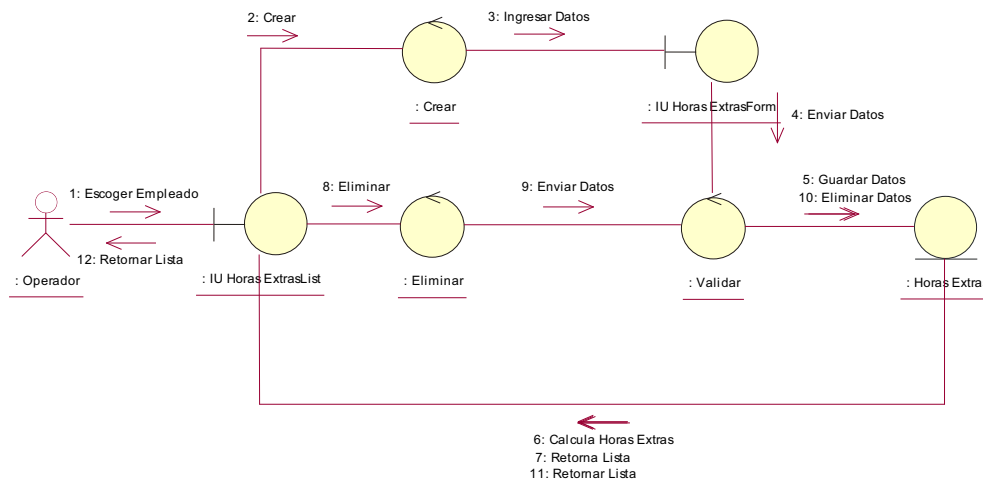 2: Crear
3: Ingresar Datos
: Crear
: IU Horas ExtrasForm
4: Enviar Datos
1: Escoger Empleado
8: Eliminar
9: Enviar Datos
5: Guardar Datos
10: Eliminar Datos
12: Retornar Lista
: Operador
: IU Horas ExtrasList
: Eliminar
: Validar
: Horas Extra
6: Calcula Horas Extras
7: Retorna Lista
11: Retornar Lista